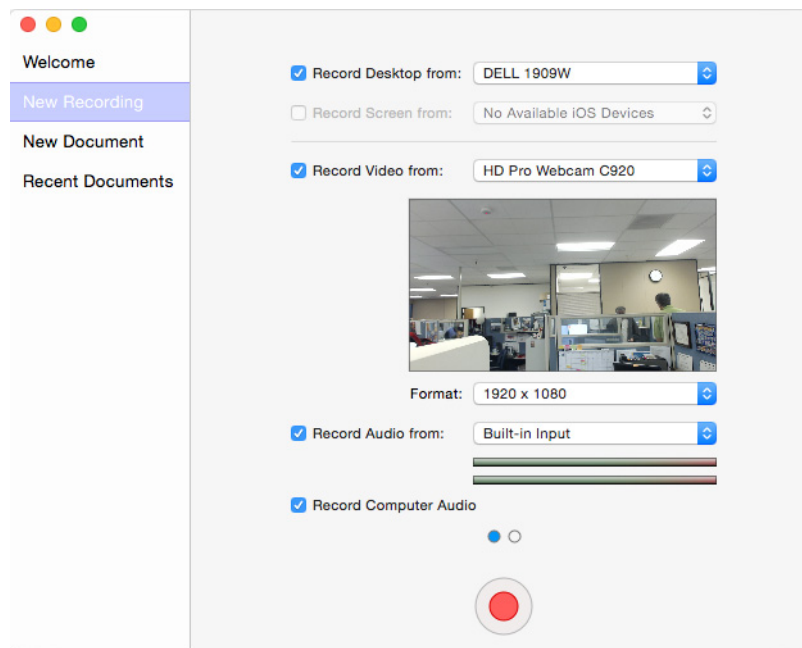 Welcome
New Recording
New Document
Recent Documents
Record Desktop from: DELL 1909W
Record Screen from: No Available iOS Devices
Record Video from: HD Pro Webcam C920
Format: 1920 x 1080
Record Audio from: Built-in Input
Record Computer Audio